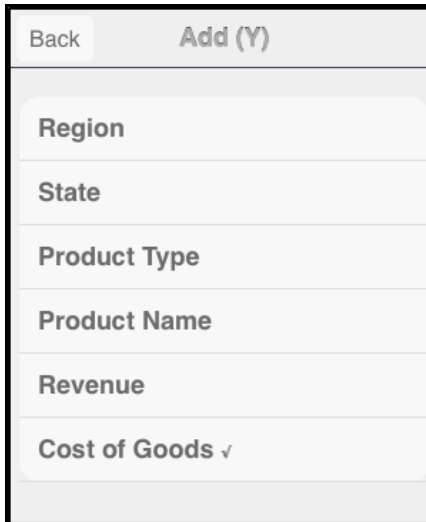 Back
Add (Y)
Region
State
Product Type
Product Name
Revenue
Cost of Goods √